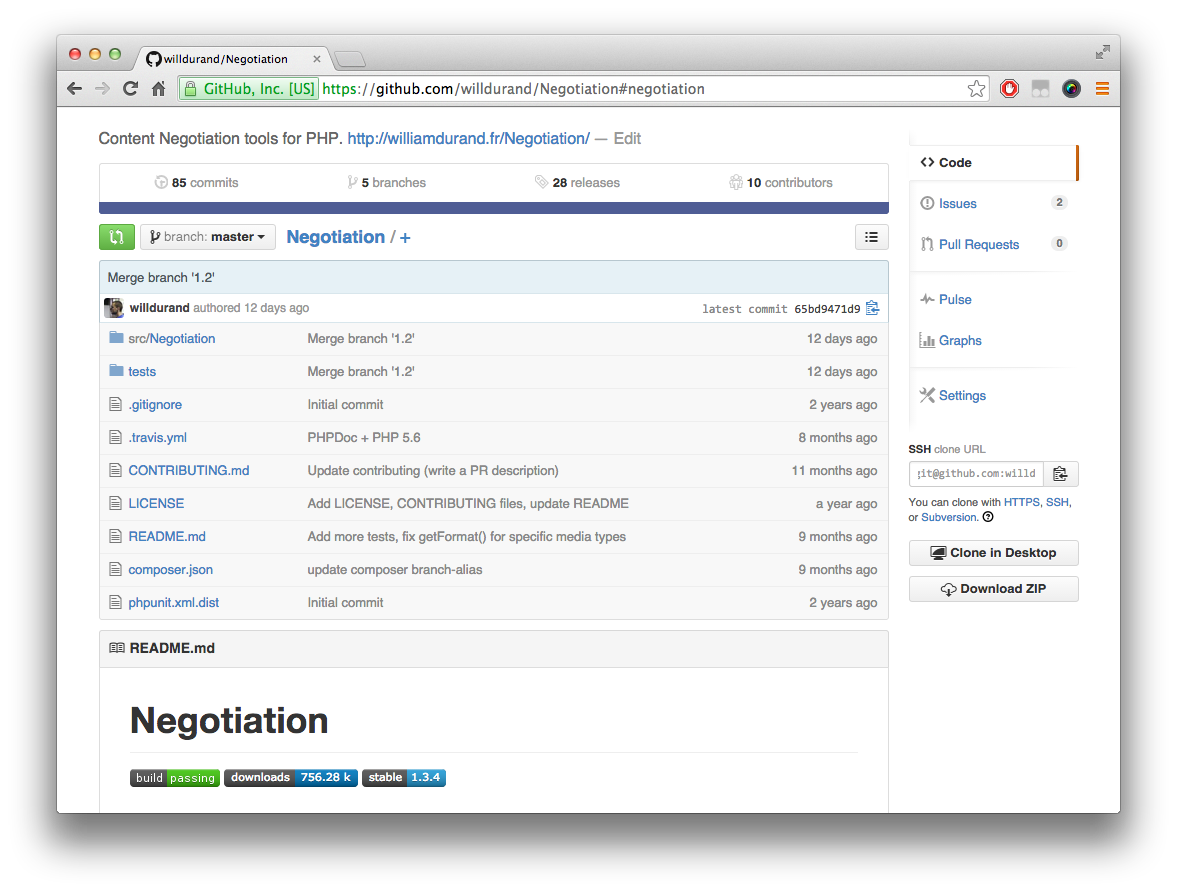 willdurand/Negotiation
GitHub, Inc. [US] https://github.com/willdurand/Negotiation#negotiation
Content Negotiation tools for PHP. http://williamdurand.fr/Negotiation/ — Edit
85 commits 5 branches 28 releases 10 contributors
branch: master Negotiation / +
Merge branch '1.2'
willdurand authored 12 days ago latest commit 65bd9471d9
src/Negotiation Merge branch '1.2' 12 days ago
tests Merge branch '1.2' 12 days ago
.gitignore Initial commit 2 years ago
.travis.yml PHPDoc + PHP 5.6 8 months ago
CONTRIBUTING.md Update contributing (write a PR description) 11 months ago
LICENSE Add LICENSE, CONTRIBUTING files, update README a year ago
README.md Add more tests, fix getFormat() for specific media types 9 months ago
composer.json update composer branch-alias 9 months ago
phpunit.xml.dist Initial commit 2 years ago
README.md
Negotiation
build passing downloads 756.28 k stable 1.3.4
Code
Issues 2
Pull Requests 0
Pulse
Graphs
Settings
SSH clone URL
git@github.com:willd
You can clone with HTTPS, SSH,
or Subversion.
Clone in Desktop
Download ZIP